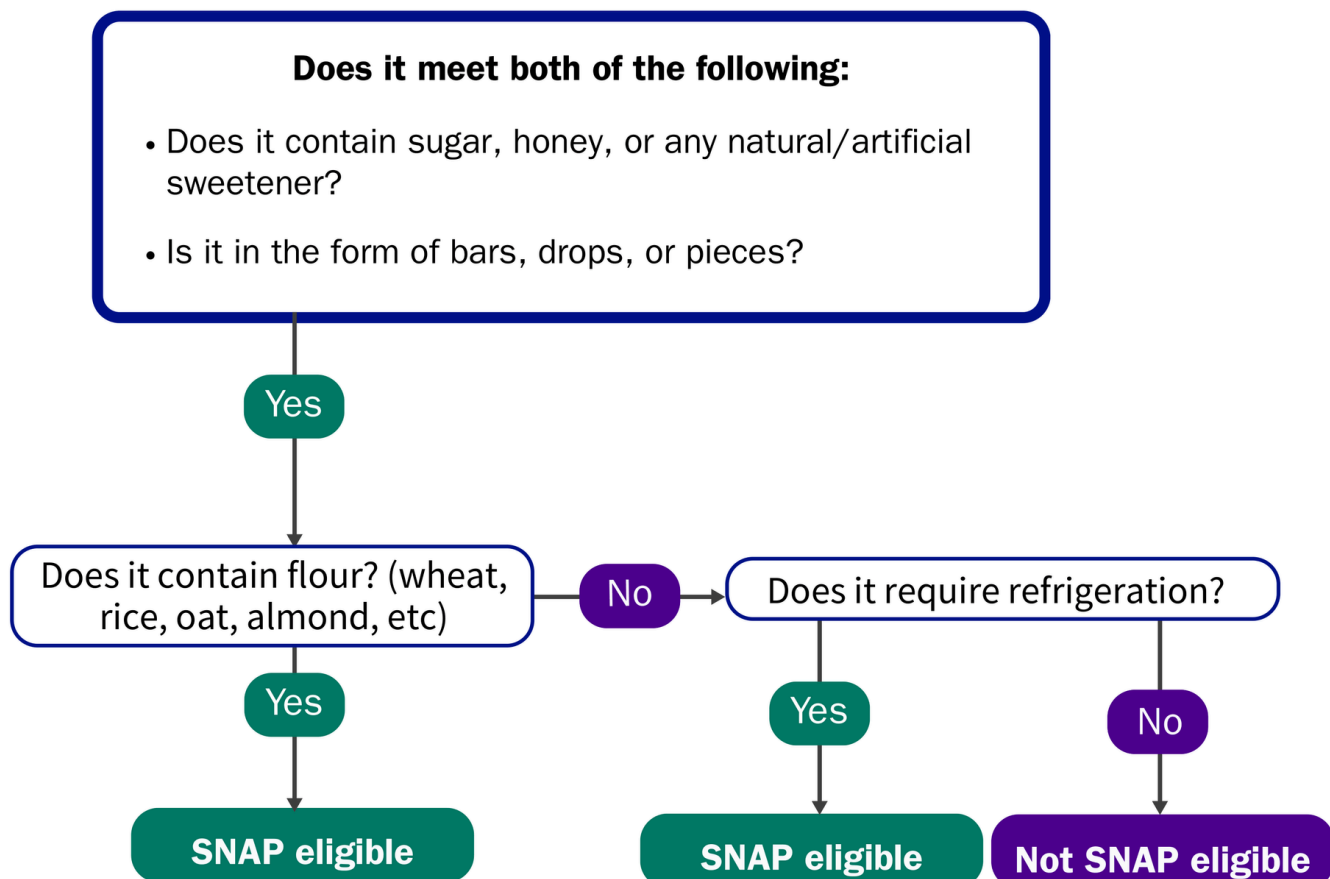 Does it meet both of the following:
• Does it contain sugar, honey, or any natural/artificial
sweetener?
• Is it in the form of bars, drops, or pieces?
Yes
Does it contain flour? (wheat,
rice, oat, almond, etc)
No
Does it require refrigeration?
Yes
Yes
No
SNAP eligible
SNAP eligible
Not SNAP eligible